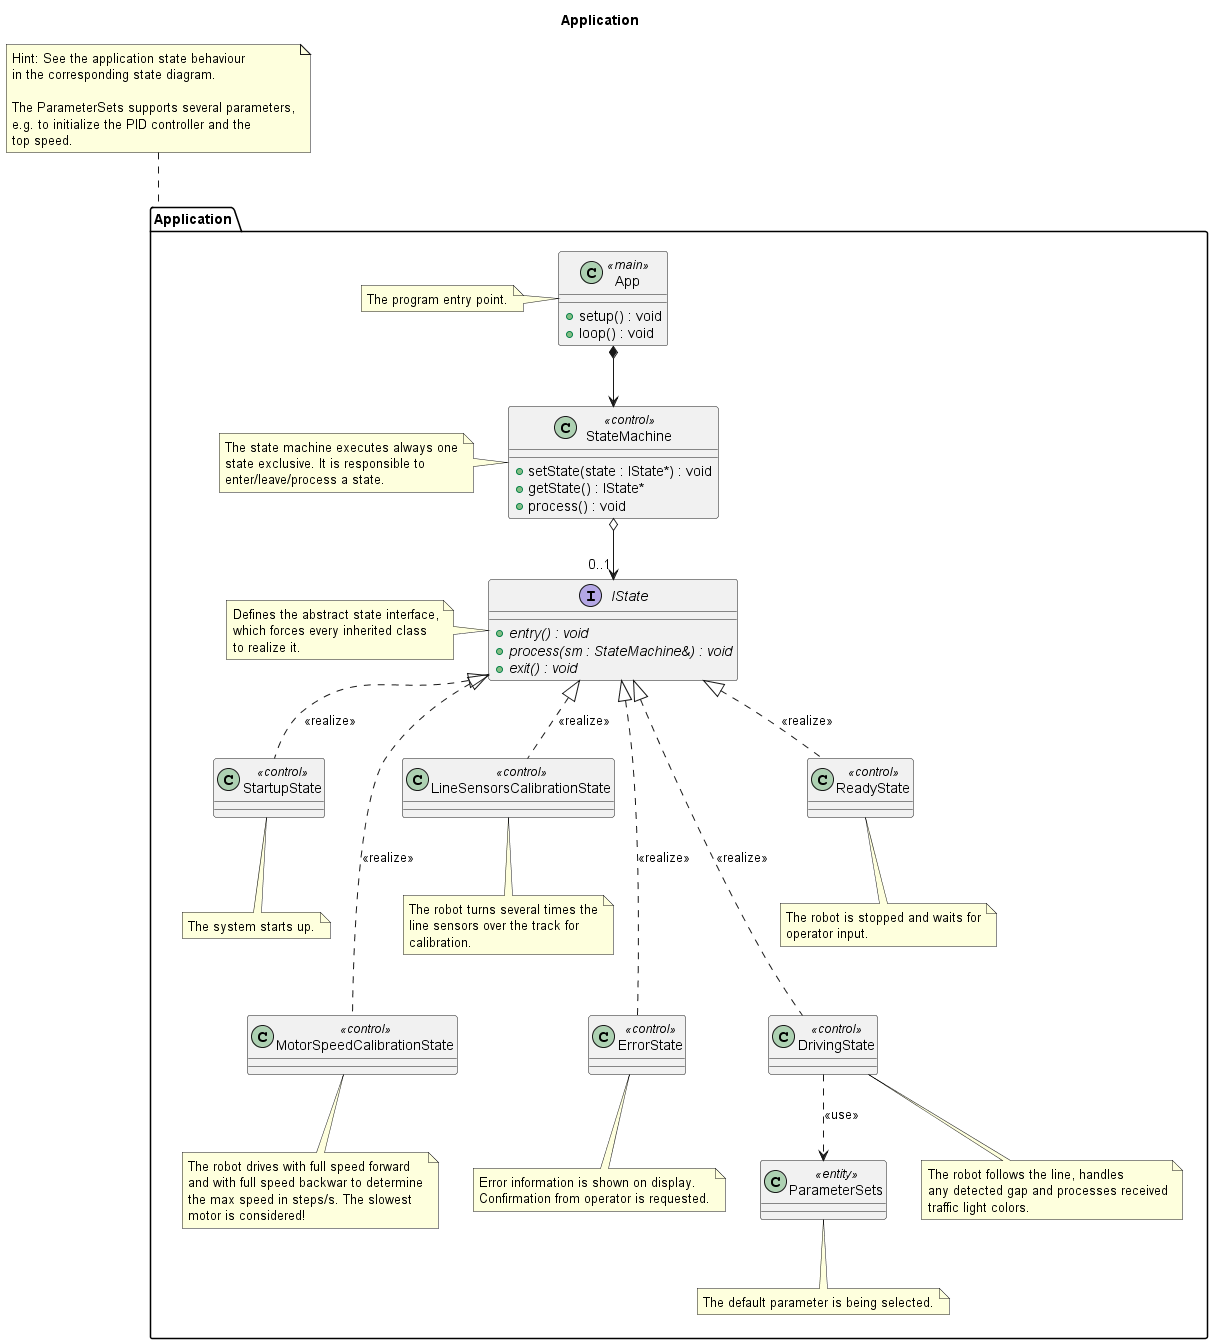 Application
Hint: See the application state behaviour
in the corresponding state diagram.
The ParameterSets supports several parameters,
e.g. to initialize the PID controller and the
top speed.
Application
«main»
C
App
The program entry point.
setup() : void
loop() : void
«control»
C
StateMachine
The state machine executes always one
state exclusive. It is responsible to
enter/leave/process a state.
setState(state : IState*) : void
getState() : IState*
process() : void
0..1
I
IState
Defines the abstract state interface,
which forces every inherited class
to realize it.
entry() : void
process(sm : StateMachine&) : void
exit() : void
«realize»
«realize»
«realize»
C
«control»
StartupState
C
«control»
LineSensorsCalibrationState
C
«control»
ReadyState
«realize»
«realize»
«realize»
The system starts up.
The robot turns several times the
line sensors over the track for
calibration.
The robot is stopped and waits for
operator input.
C
«control»
MotorSpeedCalibrationState
C
«control»
ErrorState
C
«control»
DrivingState
«use»
The robot drives with full speed forward
and with full speed backwar to determine
the max speed in steps/s. The slowest
motor is considered!
Error information is shown on display.
Confirmation from operator is requested.
C
«entity»
ParameterSets
The robot follows the line, handles
any detected gap and processes received
traffic light colors.
The default parameter is being selected.